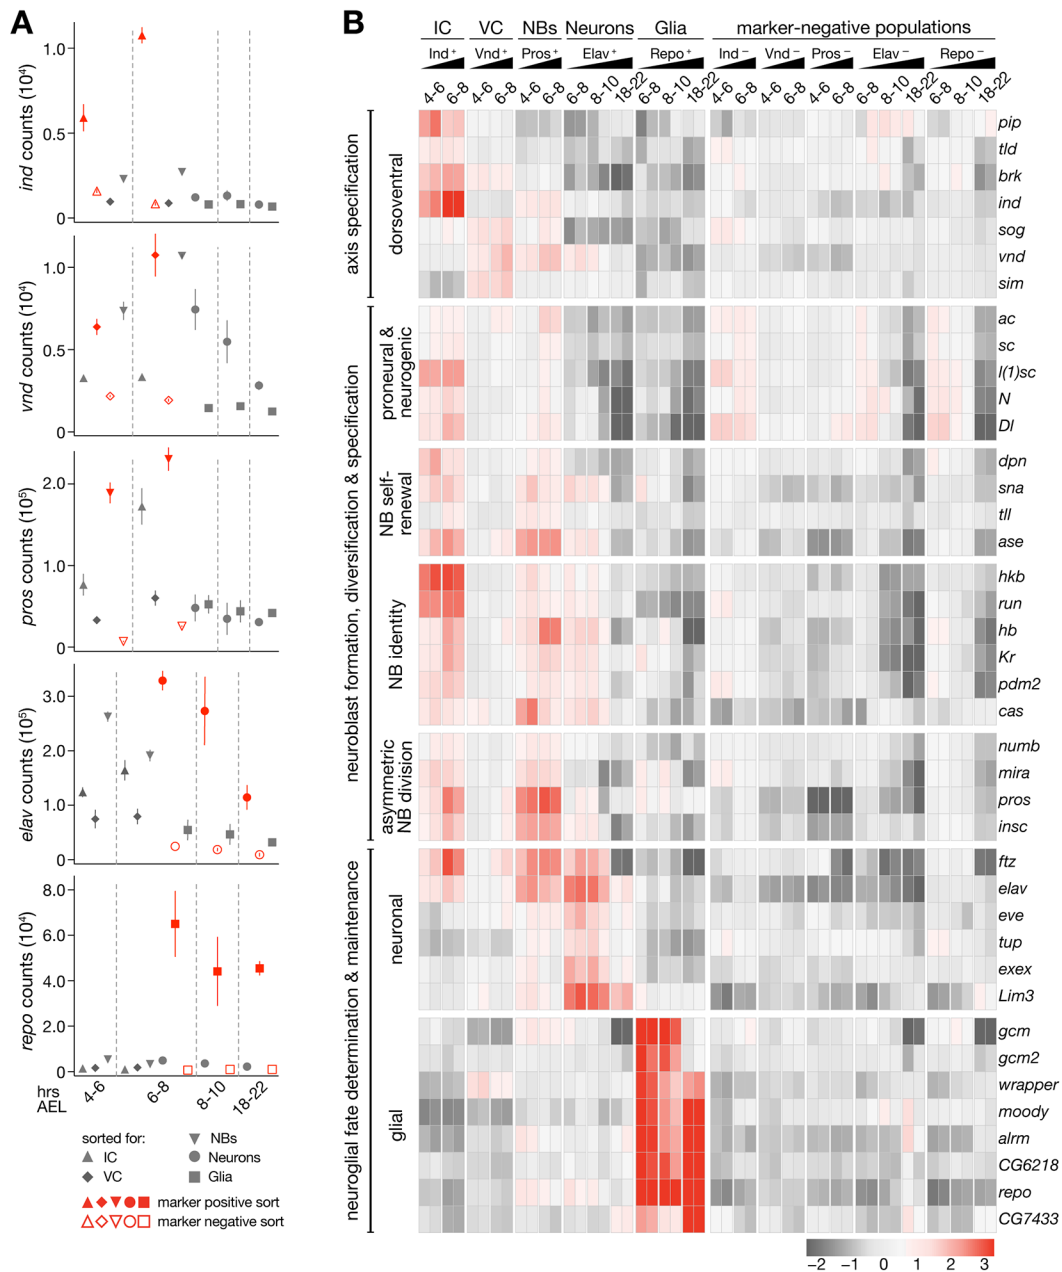 A
ind counts (10⁴)
1.0
0.5
0
vnd counts (10⁴)
1.0
0.5
0
pros counts (10⁵)
2.0
1.0
0
elav counts (10⁵)
3.0
2.0
1.0
0
repo counts (10⁴)
8.0
6.0
4.0
2.0
0
hrs
AEL
4-6
6-8
8-10
18-22
sorted for:
IC
VC
NBs
Neurons
Glia
marker positive sort
marker negative sort
B
IC VC NBs Neurons Glia marker-negative populations
Ind⁺ Vnd⁺ Pros⁺ Elav⁺ Repo⁺ Ind⁻ Vnd⁻ Pros⁻ Elav⁻ Repo⁻
4-6 6-8 4-6 6-8 4-6 6-8 6-8 8-10 18-22 6-8 8-10 18-22 4-6 6-8 4-6 6-8 4-6 6-8 6-8 8-10 18-22 6-8 8-10 18-22
axis specification
dorsoventral
pip
tld
brk
ind
sog
vnd
sim
neuroblast formation, diversification & specification
proneural &
neurogenic
ac
sc
l(1)sc
N
Dl
NB self-
renewal
dpn
sna
tll
ase
NB identity
hkb
run
hb
Kr
pdm2
cas
asymmetric
NB division
numb
mira
pros
insc
neuroglial fate determination & maintenance
neuronal
ftz
elav
eve
tup
exex
Lim3
glial
gcm
gcm2
wrapper
moody
alrm
CG6218
repo
CG7433
−2 −1 0 1 2 3